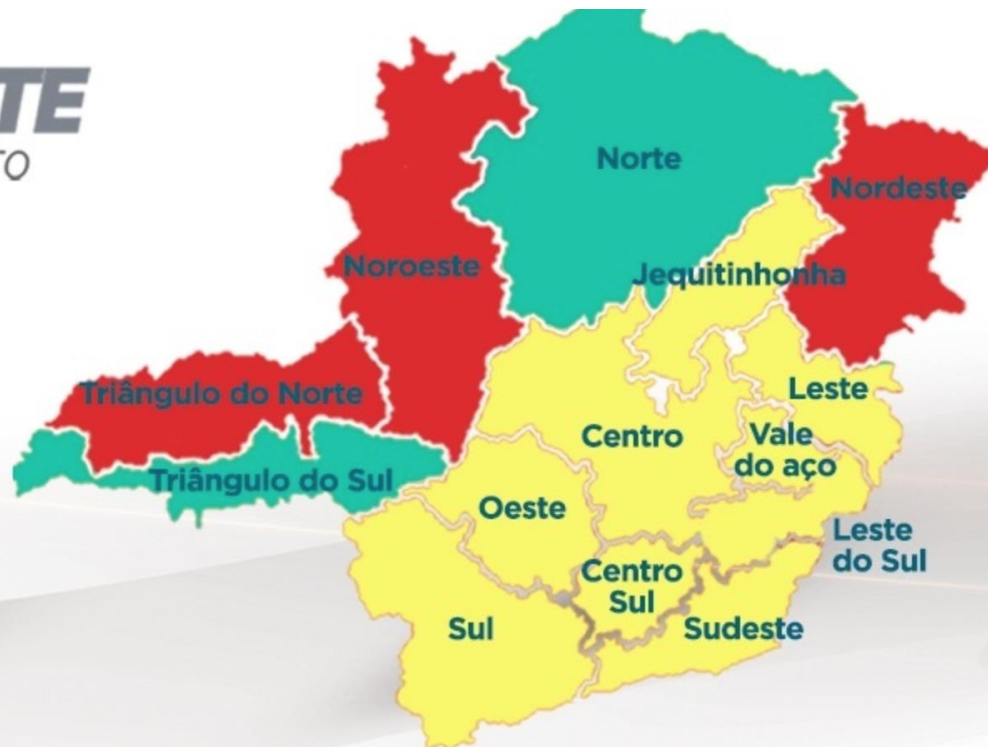 TE
TO
Norte
Nordeste
Noroeste
Jequitinhonha
Triângulo do Norte
Leste
Centro
Vale
do aço
Triângulo do Sul
Oeste
Leste
do Sul
Centro
Sul
Sul
Sudeste